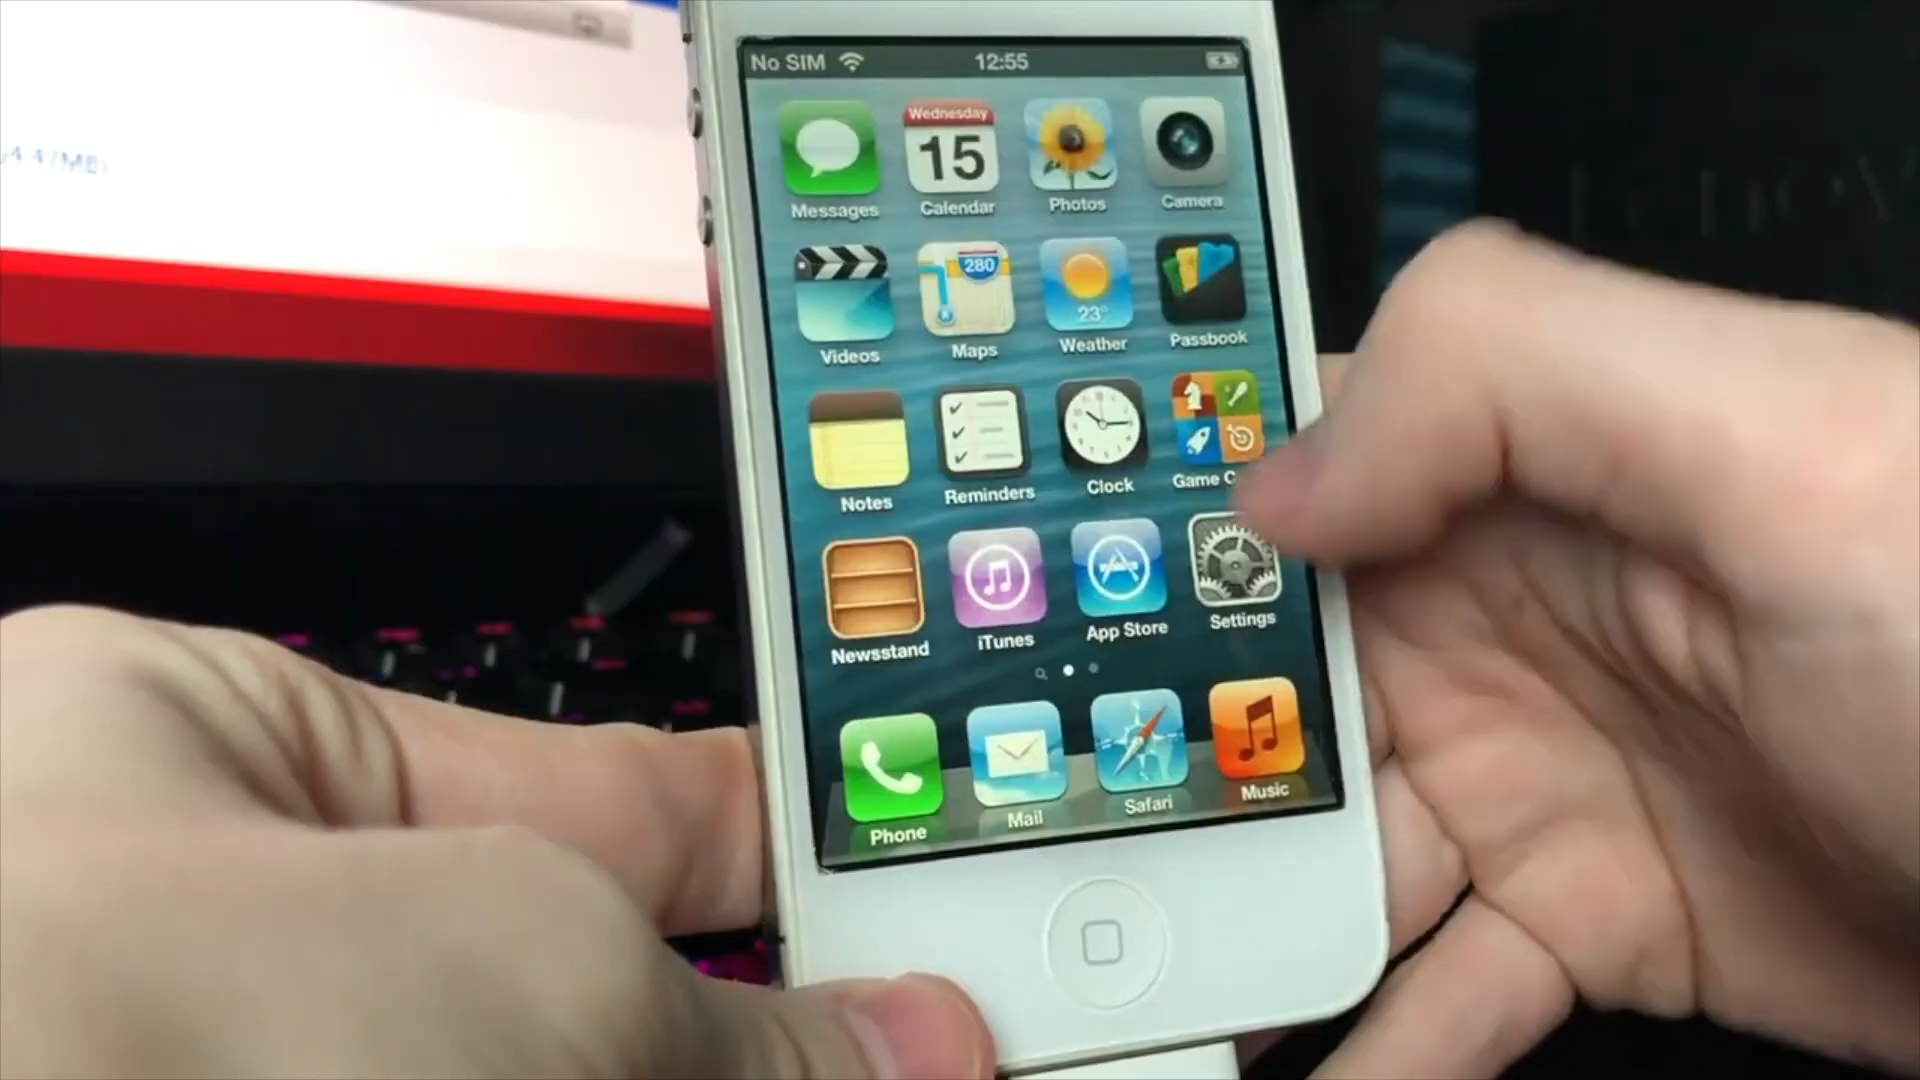 No SIM 12:55
Wednesday
15
Messages Calendar Photos Camera
280
23°
Videos Maps Weather Passbook
Notes Reminders Clock Game C
Newsstand iTunes App Store Settings
Phone Mail Safari Music